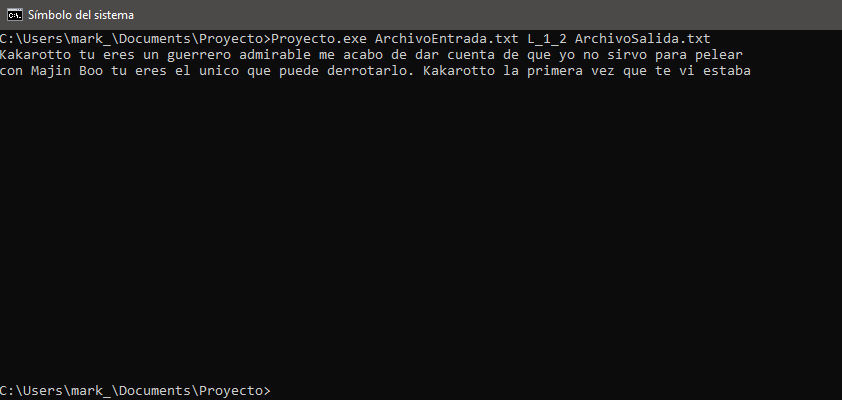 Símbolo del sistema
C:\Users\mark_\Documents\Proyecto>Proyecto.exe ArchivoEntrada.txt L_1_2 ArchivoSalida.txt
Kakarotto tu eres un guerrero admirable me acabo de dar cuenta de que yo no sirvo para pelear
con Majin Boo tu eres el unico que puede derrotarlo. Kakarotto la primera vez que te vi estaba
C:\Users\mark_\Documents\Proyecto>